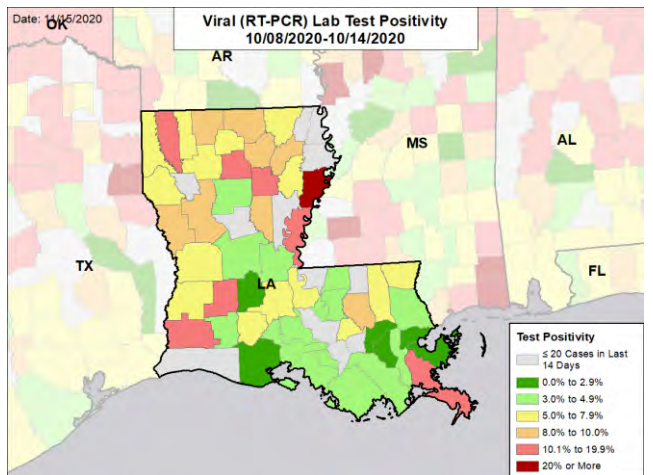 Date: 11/15/2020
Viral (RT-PCR) Lab Test Positivity
10/08/2020-10/14/2020
OK
AR
MS
AL
TX
LA
FL
Test Positivity
≤ 20 Cases in Last
14 Days
0.0% to 2.9%
3.0% to 4.9%
5.0% to 7.9%
8.0% to 10.0%
10.1% to 19.9%
20% or More